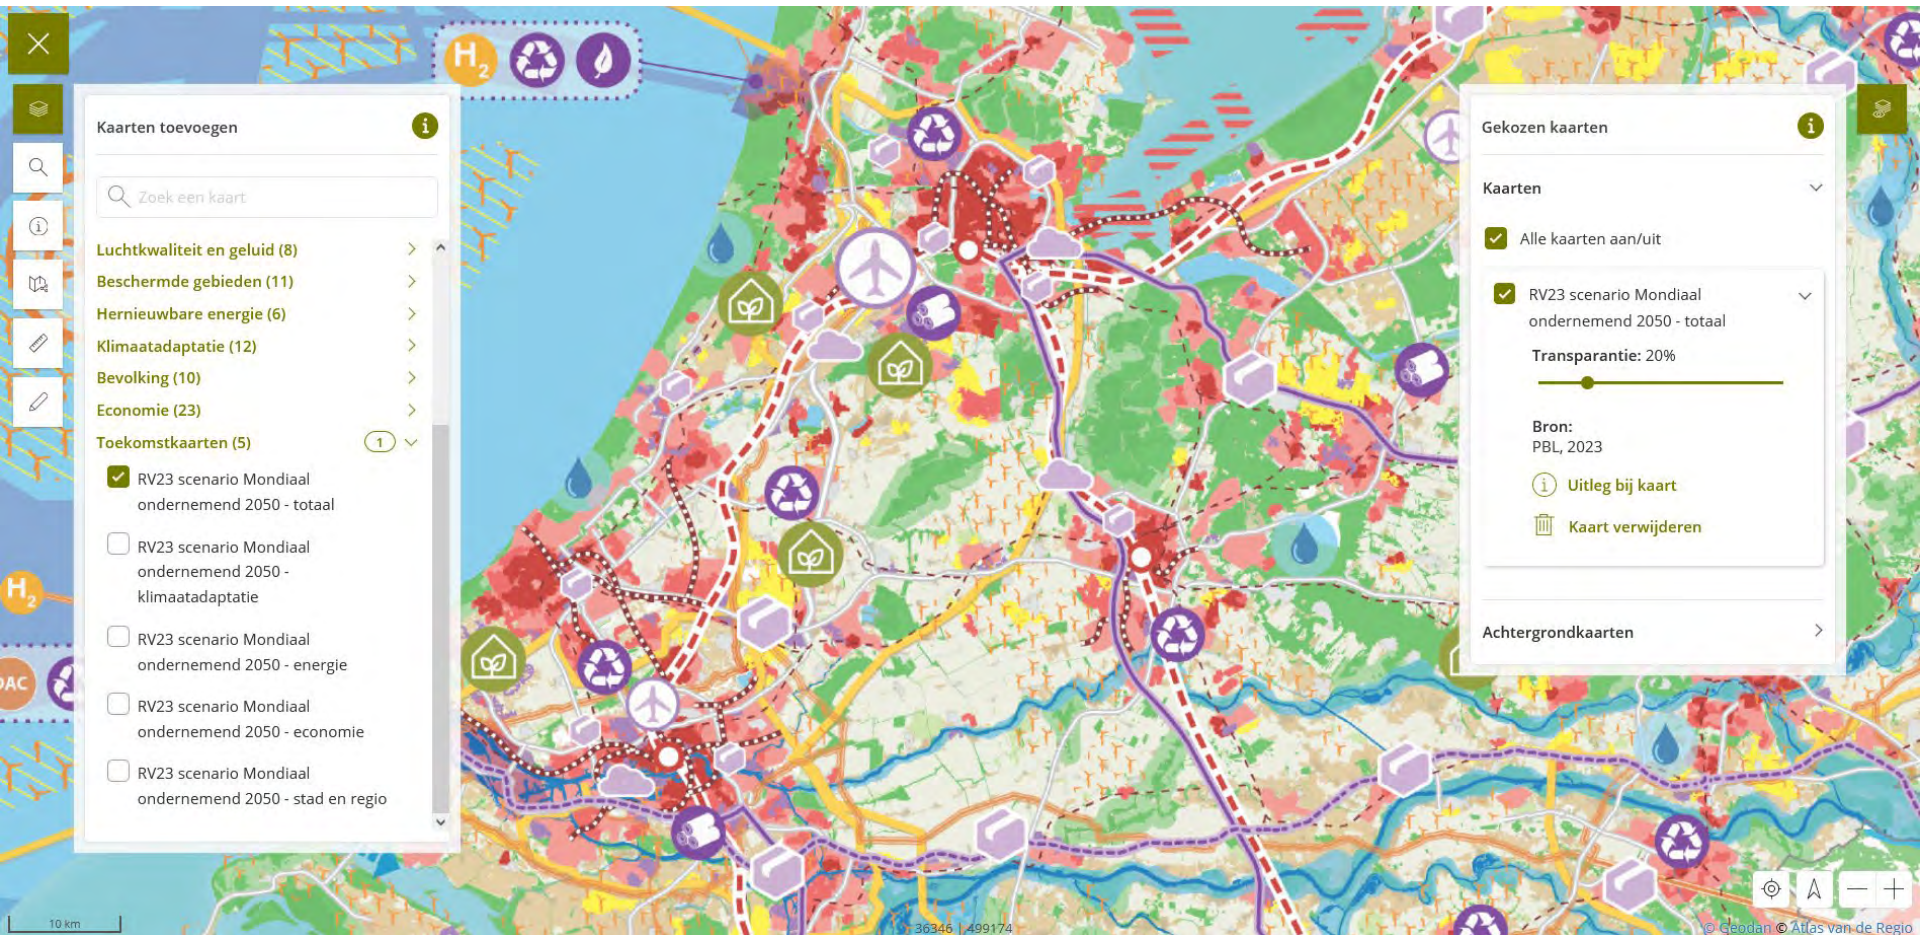 H2
Kaarten toevoegen
Zoek een kaart
Luchtkwaliteit en geluid (8)
Beschermde gebieden (11)
Hernieuwbare energie (6)
Klimaatadaptatie (12)
Bevolking (10)
Economie (23)
Toekomstkaarten (5)
1
RV23 scenario Mondiaal
ondernemend 2050 - totaal
RV23 scenario Mondiaal
ondernemend 2050 -
klimaatadaptatie
RV23 scenario Mondiaal
ondernemend 2050 - energie
RV23 scenario Mondiaal
ondernemend 2050 - economie
RV23 scenario Mondiaal
ondernemend 2050 - stad en regio
H2
DAC
10 km
36346 | 499174
Gekozen kaarten
Kaarten
Alle kaarten aan/uit
RV23 scenario Mondiaal
ondernemend 2050 - totaal
Transparantie: 20%
Bron:
PBL, 2023
Uitleg bij kaart
Kaart verwijderen
Achtergrondkaarten
© Geodan © Atlas van de Regio